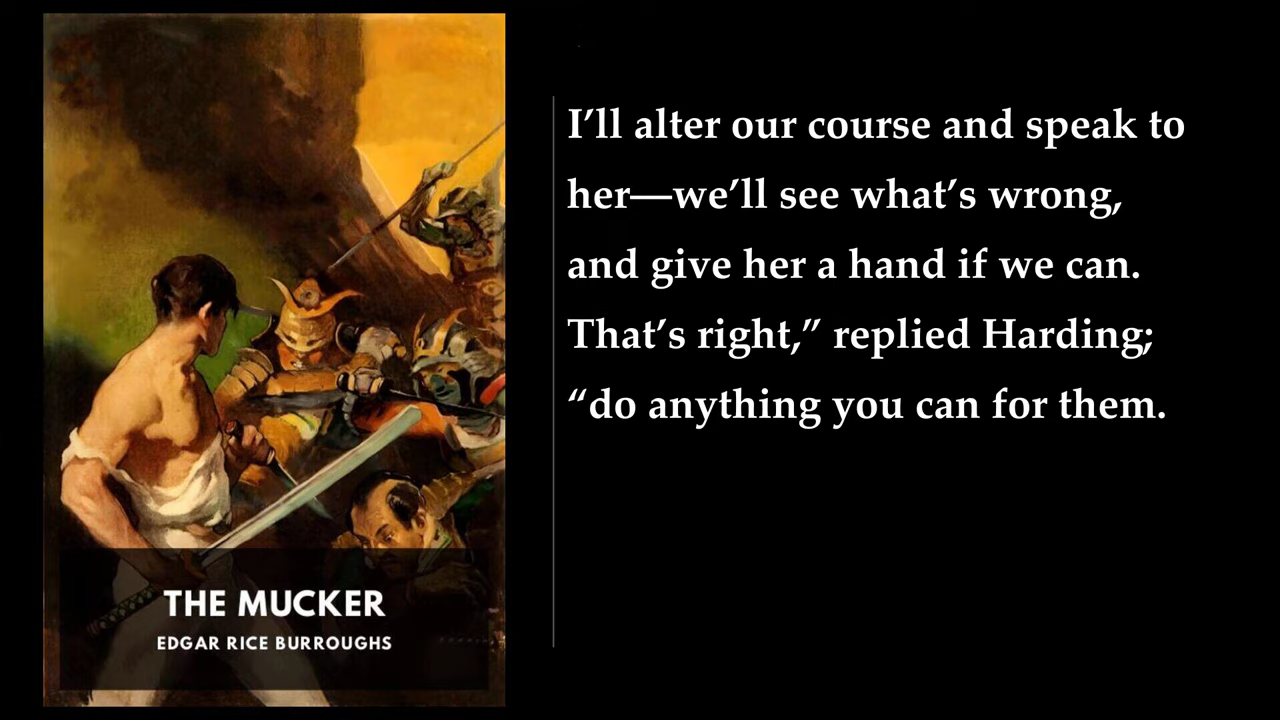 THE MUCKER
EDGAR RICE BURROUGHS
I’ll alter our course and speak to
her—we’ll see what’s wrong,
and give her a hand if we can.
That’s right,” replied Harding;
“do anything you can for them.